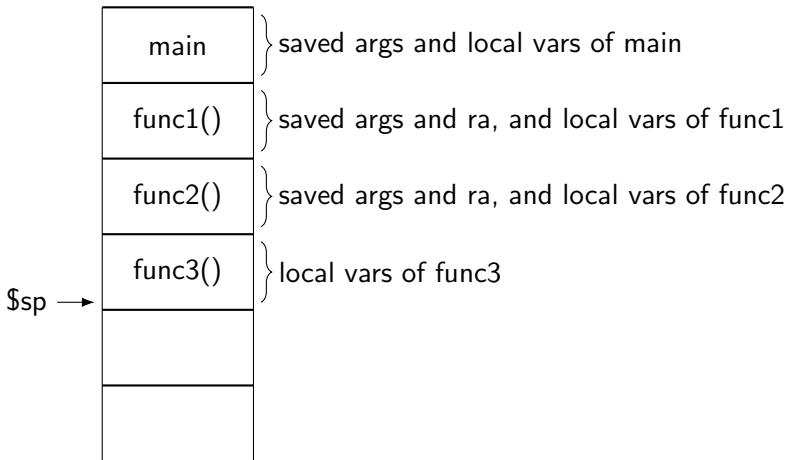 main saved args and local vars of main
func1() saved args and ra, and local vars of func1
func2() saved args and ra, and local vars of func2
func3() local vars of func3
$sp